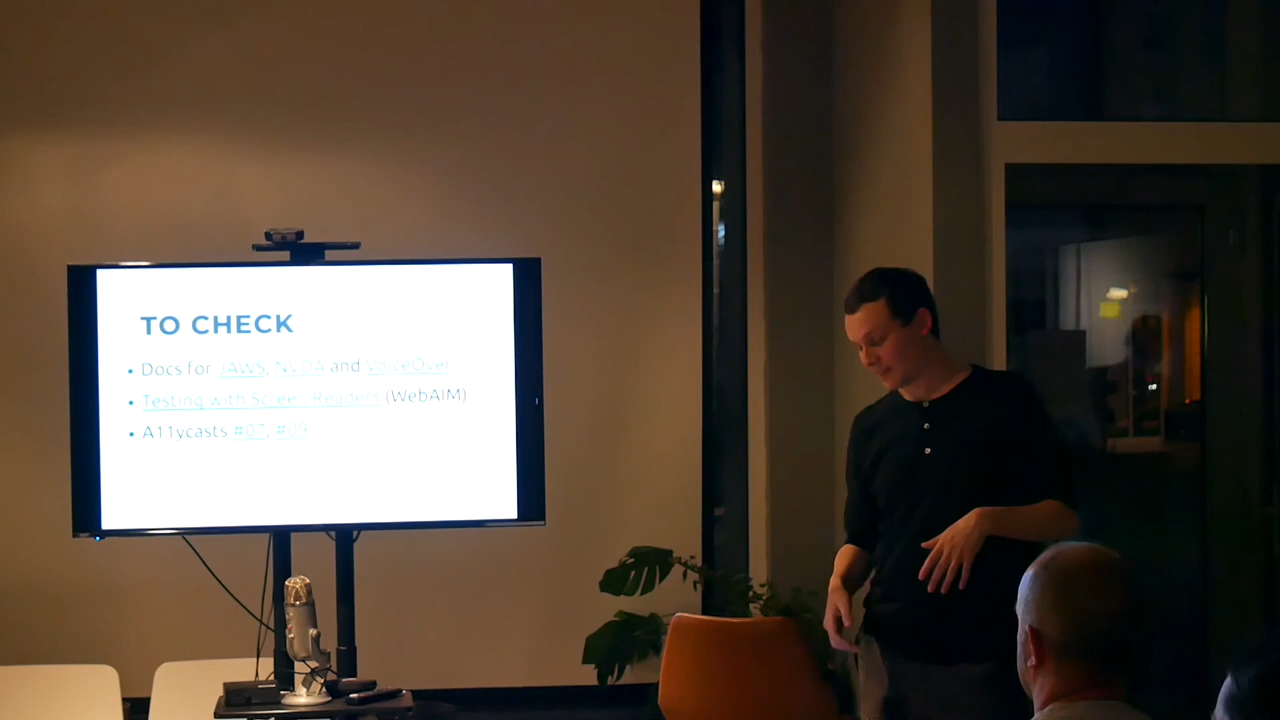 TO CHECK
• Docs for JAWS, NVDA and VoiceOver
• Testing with Screen Readers (WebAIM)
• A11ycasts #07, #09